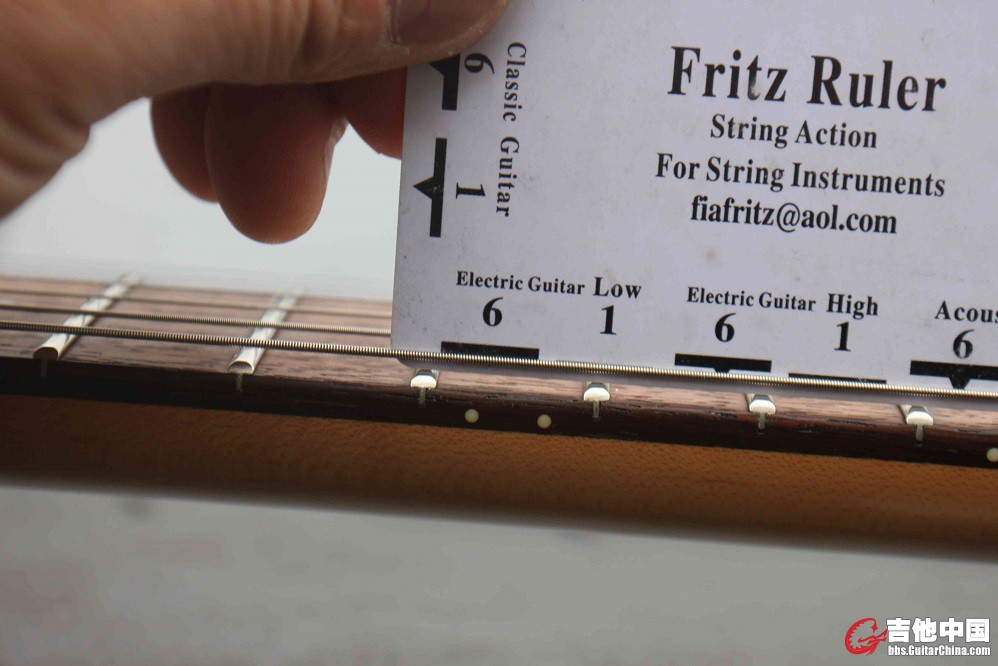 Fritz Ruler
String Action
For String Instruments
fiafritz@aol.com
6
Classic Guitar
1
Electric Guitar Low
6 1
Electric Guitar High
6 1
6
吉他中国
bbs.GuitarChina.com